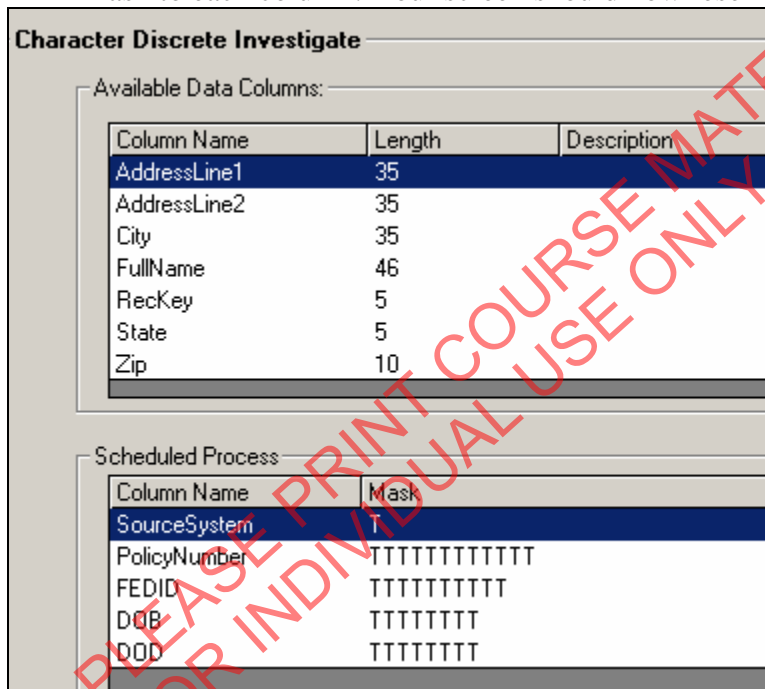 Character Discrete Investigate
Available Data Columns:
Column Name Length Description
AddressLine1 35
AddressLine2 35
City 35
FullName 46
RecKey 5
State 5
Zip 10
Scheduled Process
Column Name Mask
SourceSystem T
PolicyNumber TTTTTTTTTTTT
FEDID TTTTTTTTTT
DOB TTTTTTTT
DOD TTTTTTTT
PLEASE PRINT COURSE MATE
OR INDIVIDUAL USE ONLY